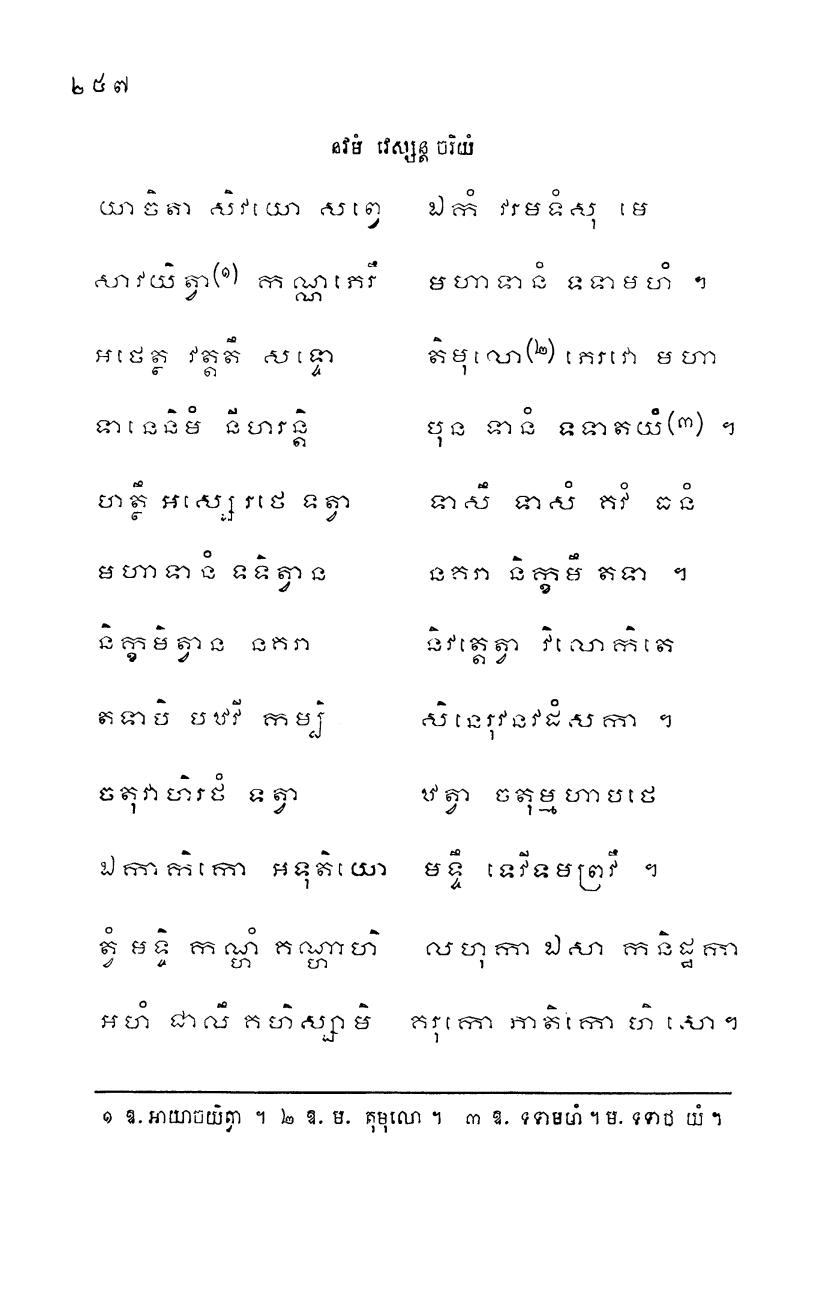 ២៥៧
នវមំ វេស្សន្ត្ត ចរិយំ
យាចិតា សិវយោ សព្វេ ឯកំ វរមទំសុ មេ
សាវយិត្វា(១) កណ្ណភេរឹ មហាទានំ ទទាមហំ ។
អថេត្ថ វត្តតឹ សទ្ទោ តិមុលោ(២) ភេរវោ មហា
ទានេនិមំ នីហរន្តិ បុន ទានំ ទទាតយំ(៣) ។
ហត្ថឹ អស្សេរថេ ទត្វា ទាសឹ ទាសំ គវំ ធនំ
មហាទានំ ទទិត្វាន នគរា និក្ខមឹ តទា ។
និក្ខមិត្វាន នគរា និវត្តេត្វា វិលោកិតេ
តទាបិ បឋវី កម្បិ សិនេរុវនវដំសកា ។
ចតុវាហិរថំ ទត្វា ឋត្វា ចតុម្មហាបថេ
ឯកាកិកោ អទុតិយោ មទ្ទឹ ទេវីទមព្រវឹ ។
ត្វំ មទ្ទិ កណ្ហំ គណ្ហាហិ លហុកា ឯសា កនិដ្ឋកា
អហំ ជាលឹ គហិស្សាមិ គរុកោ ភាតិកោ ហិ សោ ។
១ ឱ. អាយាចយិត្វា ។ ២ ឱ. ម. តុមុលោ ។ ៣ ឱ. ទទាមហំ ។ ម. ទទាថ យំ ។